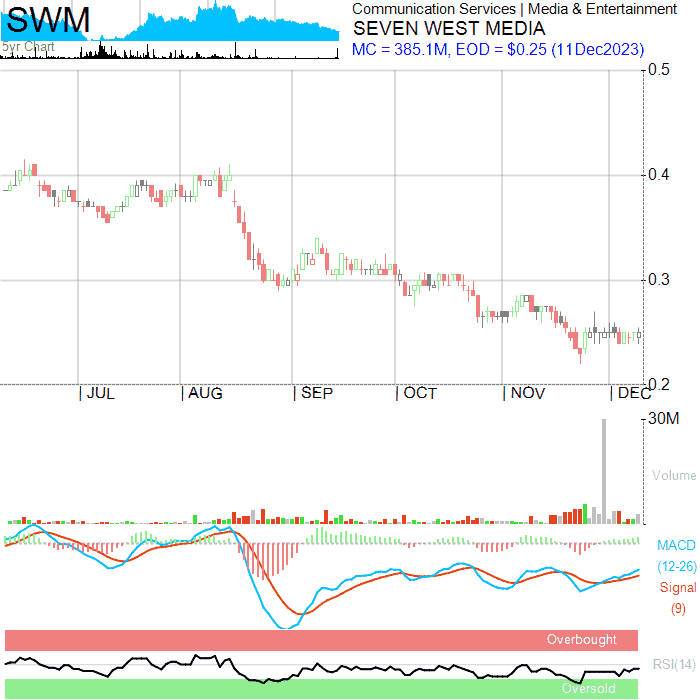 SWM
5yr Chart
Communication Services | Media & Entertainment
SEVEN WEST MEDIA
MC = 385.1M, EOD = $0.25 (11Dec2023)
0.5
0.4
0.3
0.2
| JUL | AUG | SEP | OCT | NOV | DEC
30M
Volume
MACD
(12-26)
Signal
(9)
Overbought
RSI(14)
Oversold